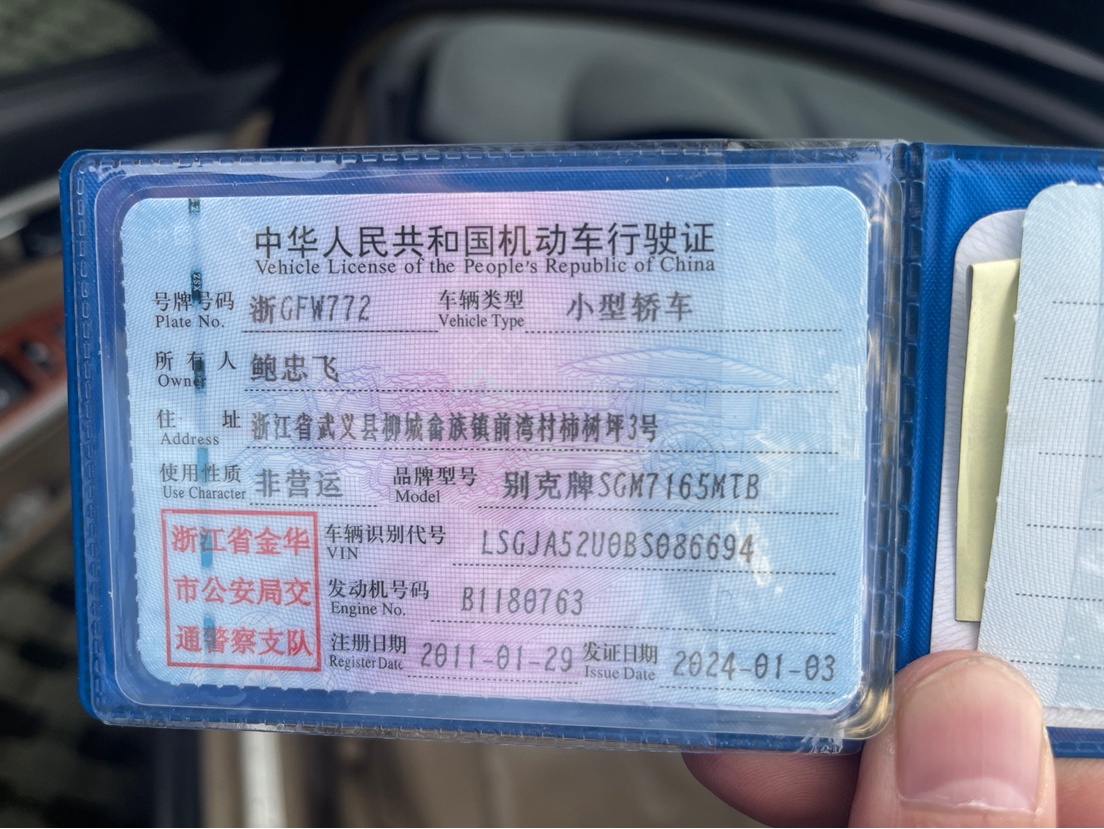 中华人民共和国机动车行驶证
Vehicle License of the People's Republic of China
号牌号码 浙GFW772 车辆类型 小型轿车
Plate No. Vehicle Type
所有人 鲍忠飞
Owner
住址 浙江省武义县柳城畲族镇前湾村柿树坪3号
Address
使用性质 非营运 品牌型号 别克牌SGM7165MTB
Use Character Model
浙江省金华
市公安局交
通警察支队
车辆识别代号 LSGJA52U0BS086694
VIN
发动机号码 B1180763
Engine No.
注册日期 2011-01-29 发证日期 2024-01-03
Register Date Issue Date